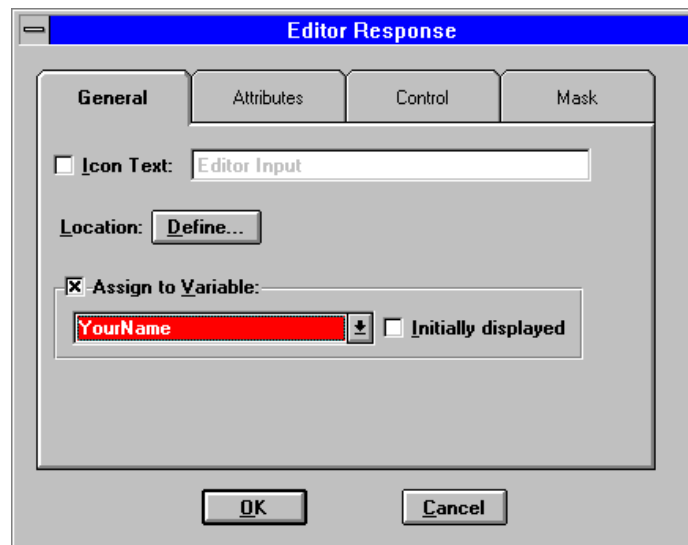 Editor Response
General Attributes Control Mask
Icon Text: Editor Input
Location: Define...
Assign to Variable:
YourName Initially displayed
OK Cancel